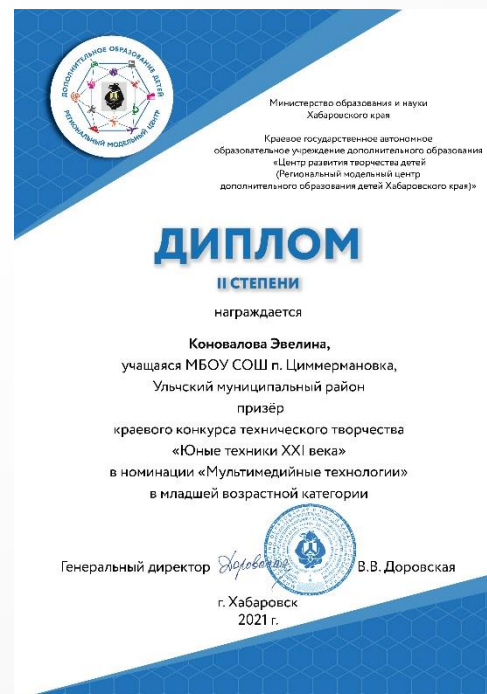 ДОПОЛНИТЕЛЬНОЕ ОБРАЗОВАНИЕ ДЕТЕЙ
РЕГИОНАЛЬНЫЙ МОДЕЛЬНЫЙ ЦЕНТР
Министерство образования и науки
Хабаровского края
Краевое государственное автономное
образовательное учреждение дополнительного образования
«Центр развития творчества детей
(Региональный модельный центр
дополнительного образования детей Хабаровского края)»
ДИПЛОМ
II СТЕПЕНИ
награждается
Коновалова Эвелина,
учащаяся МБОУ СОШ п. Циммермановка,
Ульчский муниципальный район
призёр
краевого конкурса технического творчества
«Юные техники XXI века»
в номинации «Мультимедийные технологии»
в младшей возрастной категории
Генеральный директор В.В. Доровская
г. Хабаровск
2021 г.